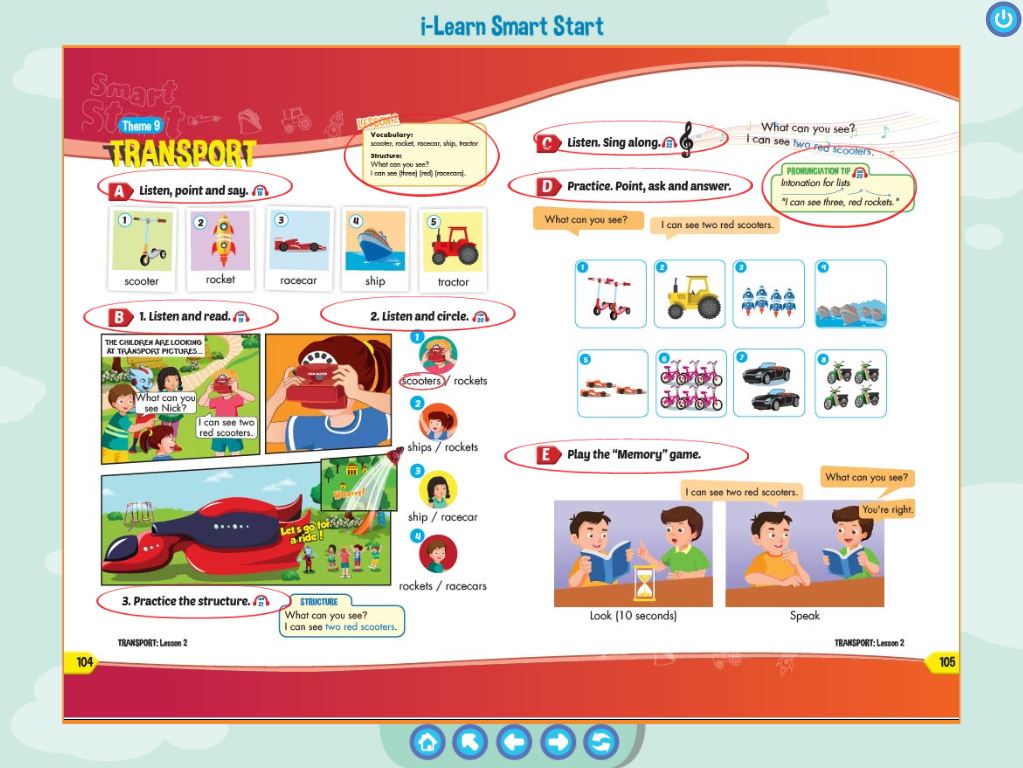 i-Learn Smart Start
Smart
Start
Theme 9
TRANSPORT
LESSON 2
Vocabulary:
scooter, rocket, racecar, ship, tractor
Structure:
What can you see?
I can see (three) (red) (racecars).
A Listen, point and say.
1
2
3
4
5
scooter
rocket
racecar
ship
tractor
B 1. Listen and read.
THE CHILDREN ARE LOOKING
AT TRANSPORT PICTURES...
What can you
see Nick?
I can see two
red scooters.
Hooray!
Let's go for
a ride!
2. Listen and circle.
1
scooters / rockets
2
ships / rockets
3
ship / racecar
4
rockets / racecars
3. Practice the structure.
STRUCTURE
What can you see?
I can see two red scooters.
TRANSPORT: Lesson 2
104
C Listen. Sing along.
What can you see?
I can see two red scooters.
D Practice. Point, ask and answer.
PRONUNCIATION TIP
Intonation for lists
"I can see three, red rockets."
What can you see?
I can see two red scooters.
1
2
3
4
5
6
7
8
E Play the "Memory" game.
What can you see?
I can see two red scooters.
You're right.
Look (10 seconds)
Speak
TRANSPORT: Lesson 2
105